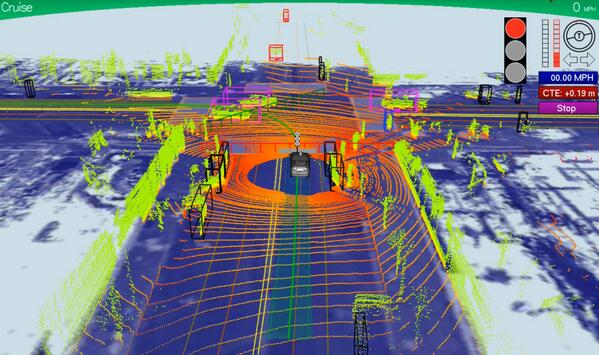 Cruise
0 MPH
T
00.00 MPH
CTE: +0.19 m
Stop